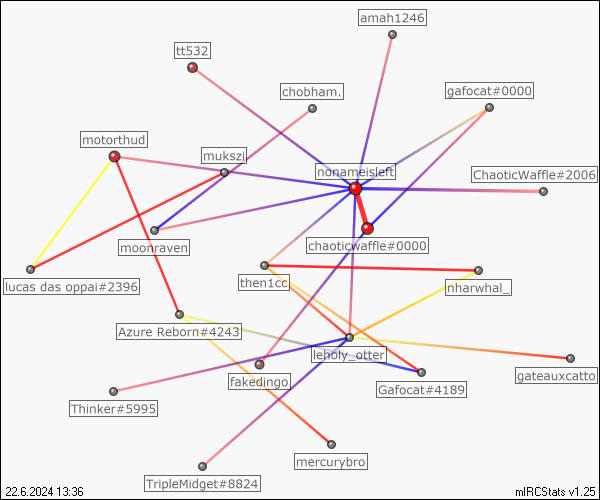 amah1246
tt532
chobham.
gafocat#0000
motorthud
mukszi
nonameisleft
ChaoticWaffle#2006
moonraven
chaoticwaffle#0000
lucas das oppai#2396
then1cc
nharwhal_
Azure Reborn#4243
leholy_otter
fakedingo
Gafocat#4189
gateauxcatto
Thinker#5995
mercurybro
TripleMidget#8824
22.6.2024 13:36
mIRCStats v1.25